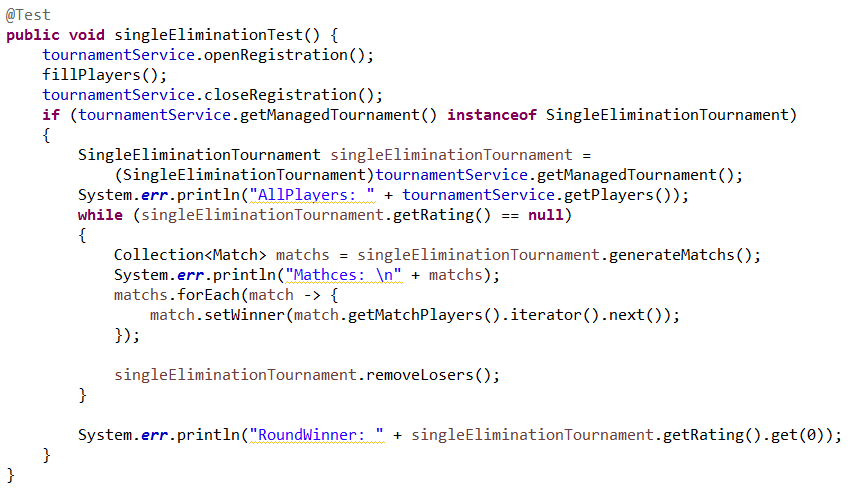 @Test
public void singleEliminationTest() {
    tournamentService.openRegistration();
    fillPlayers();
    tournamentService.closeRegistration();
    if (tournamentService.getManagedTournament() instanceof SingleEliminationTournament)
    {
        SingleEliminationTournament singleEliminationTournament =
            (SingleEliminationTournament)tournamentService.getManagedTournament();
        System.err.println("AllPlayers: " + tournamentService.getPlayers());
        while (singleEliminationTournament.getRating() == null)
        {
            Collection<Match> matchs = singleEliminationTournament.generateMatchs();
            System.err.println("Mathces: \n" + matchs);
            matchs.forEach(match -> {
                match.setWinner(match.getMatchPlayers().iterator().next());
            });

            singleEliminationTournament.removeLosers();
        }

        System.err.println("RoundWinner: " + singleEliminationTournament.getRating().get(0));
    }
}